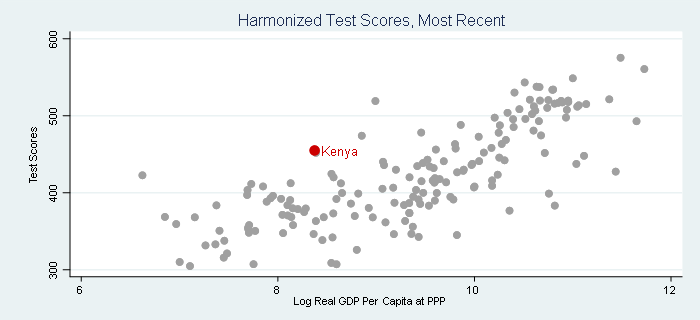 Harmonized Test Scores, Most Recent
600
500
400
300
Test Scores
Kenya
6
8
10
12
Log Real GDP Per Capita at PPP